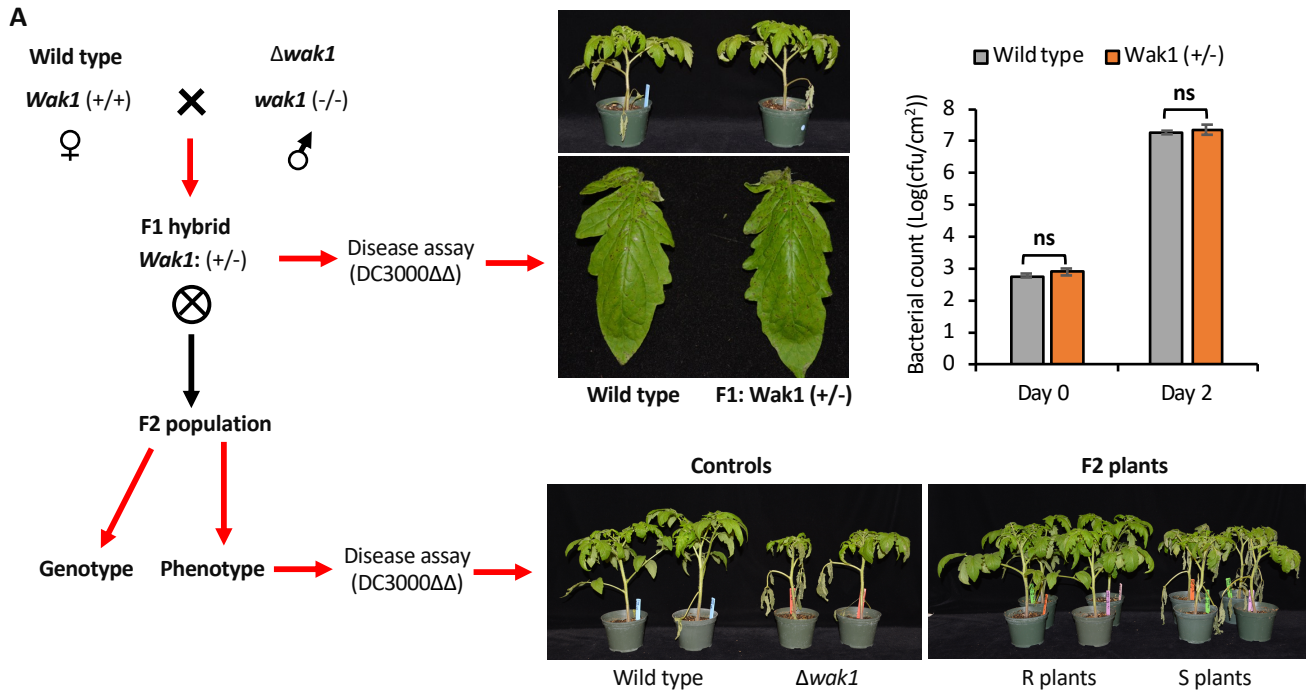 A
Wild type
Δwak1
Wak1 (+/+)
wak1 (-/-)
F1 hybrid
Wak1: (+/-)
Disease assay
(DC3000ΔΔ)
Wild type
F1: Wak1 (+/-)
Wild type
Wak1 (+/-)
Bacterial count (Log(cfu/cm²))
8
7
6
5
4
3
2
1
0
ns
ns
Day 0
Day 2
F2 population
Genotype
Phenotype
Disease assay
(DC3000ΔΔ)
Controls
F2 plants
Wild type
Δwak1
R plants
S plants